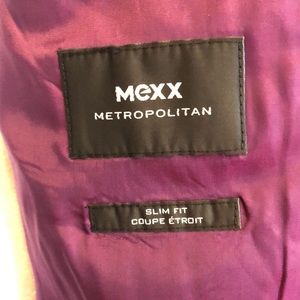 MEXX
METROPOLITAN
SLIM FIT
COUPE ÉTROIT